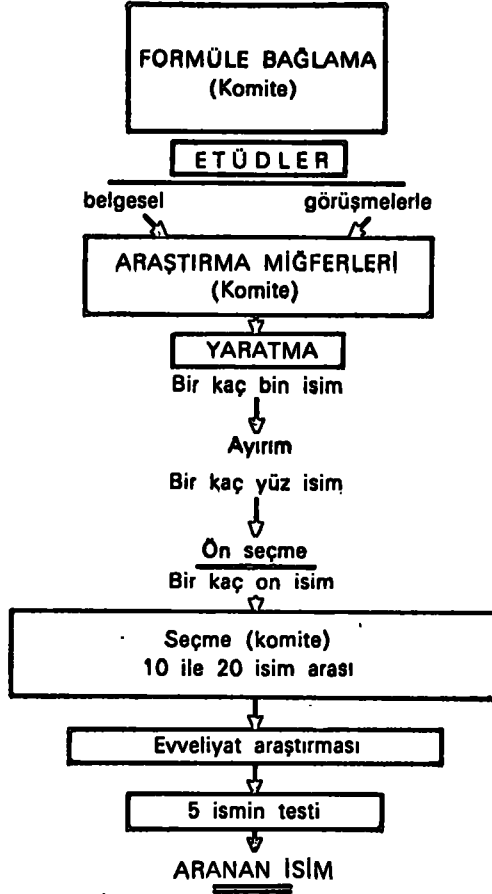 FORMÜLE BAĞLAMA
(Komite)
ETÜDLER
belgesel görüşmelerle
ARAŞTIRMA MİĞFERLERİ
(Komite)
YARATMA
Bir kaç bin isim
Ayırım
Bir kaç yüz isim
Ön seçme
Bir kaç on isim
Seçme (komite)
10 ile 20 isim arası
Evveliyat araştırması
5 ismin testi
ARANAN İSİM